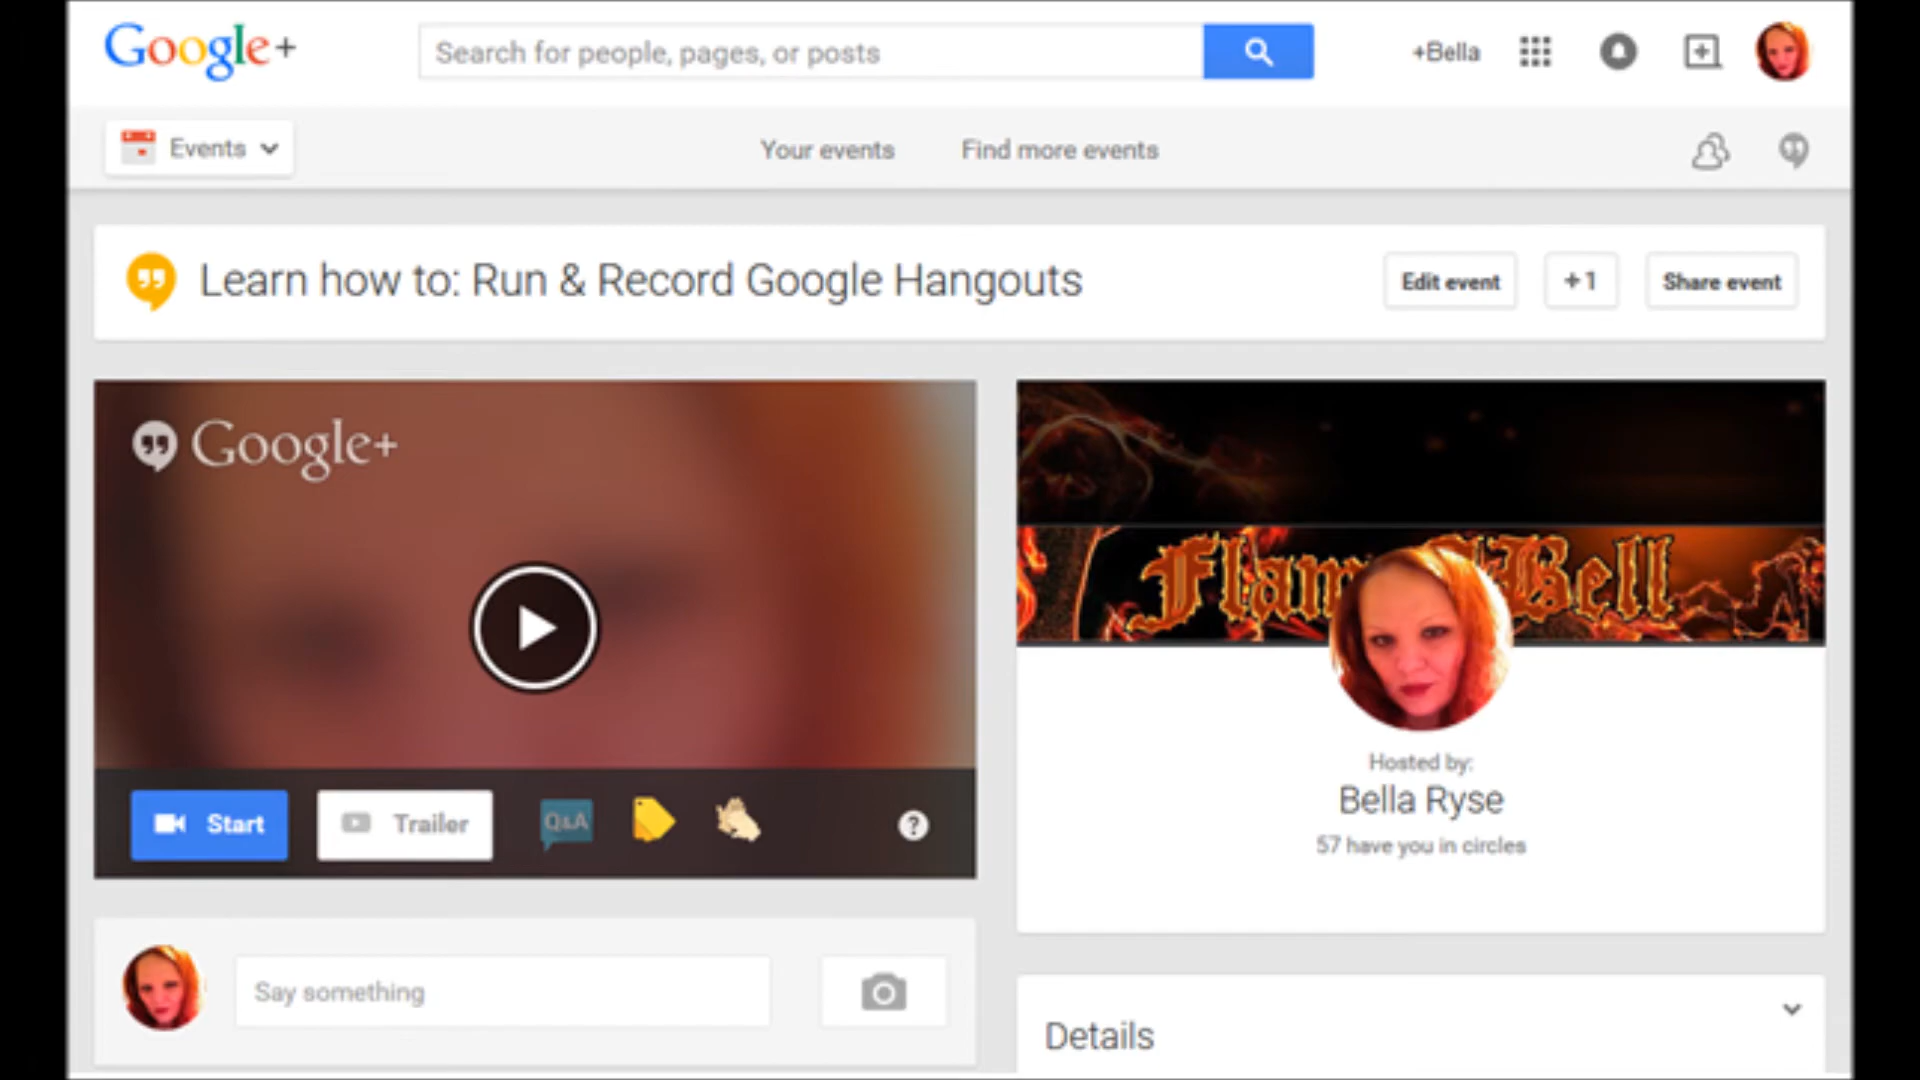 Google+
Search for people, pages, or posts
+Bella
Events
Your events
Find more events
Learn how to: Run & Record Google Hangouts
Edit event
+1
Share event
Google+
Start
Trailer
Q&A
Bell
Hosted by:
Bella Ryse
57 have you in circles
Say something
Details